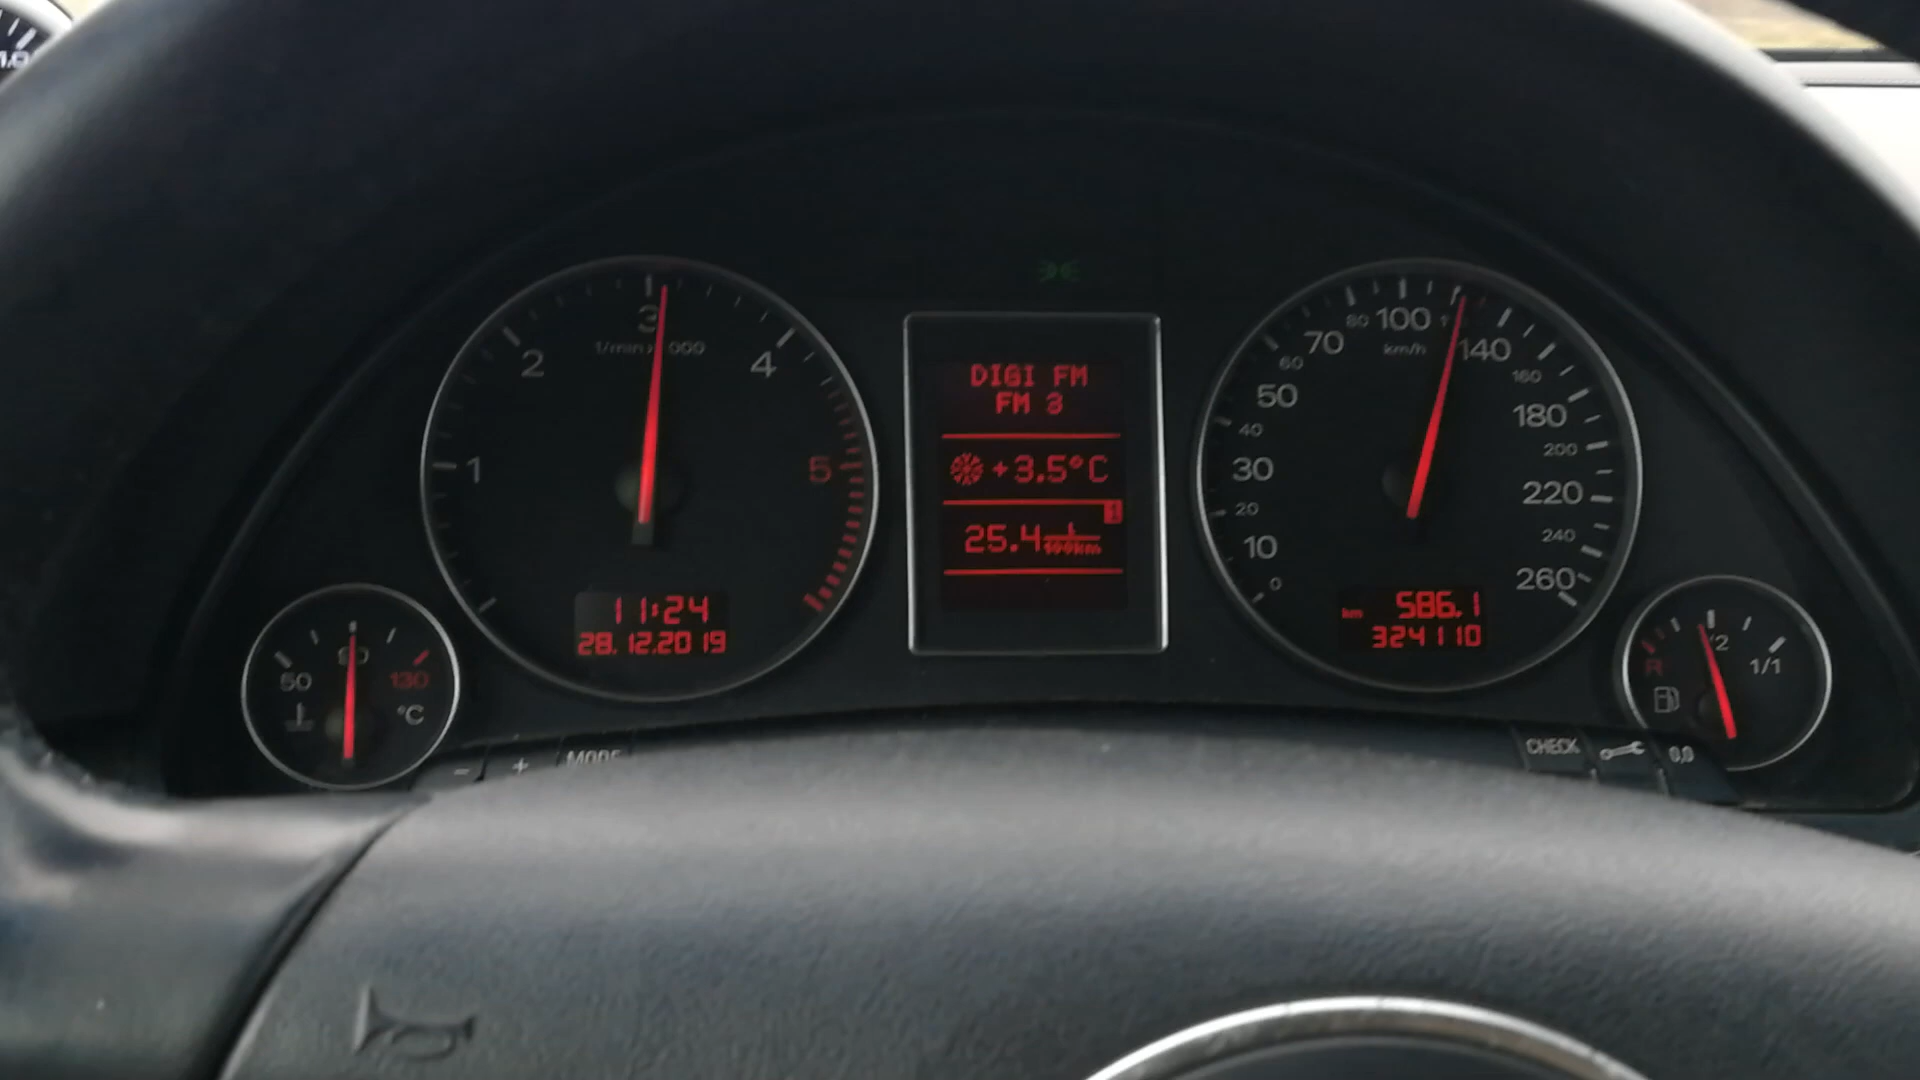 1/min x 1000
1
2
3
4
5
11:24
28.12.2019
50
90
130
°C
DIGI FM
FM 3
+3.5°C
1
25.4 l/100km
km/h
0
10
20
30
40
50
60
70
80
100
140
160
180
200
220
240
260
km 586.1
324110
R
1/2
1/1
- + MODE
CHECK
0,0